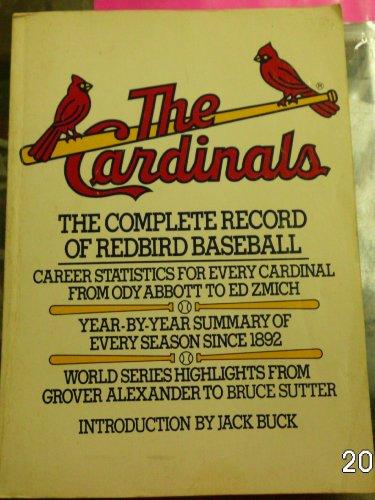 The
Cardinals
®
THE COMPLETE RECORD
OF REDBIRD BASEBALL
CAREER STATISTICS FOR EVERY CARDINAL
FROM ODY ABBOTT TO ED ZMICH
YEAR-BY-YEAR SUMMARY OF
EVERY SEASON SINCE 1892
WORLD SERIES HIGHLIGHTS FROM
GROVER ALEXANDER TO BRUCE SUTTER
INTRODUCTION BY JACK BUCK
20